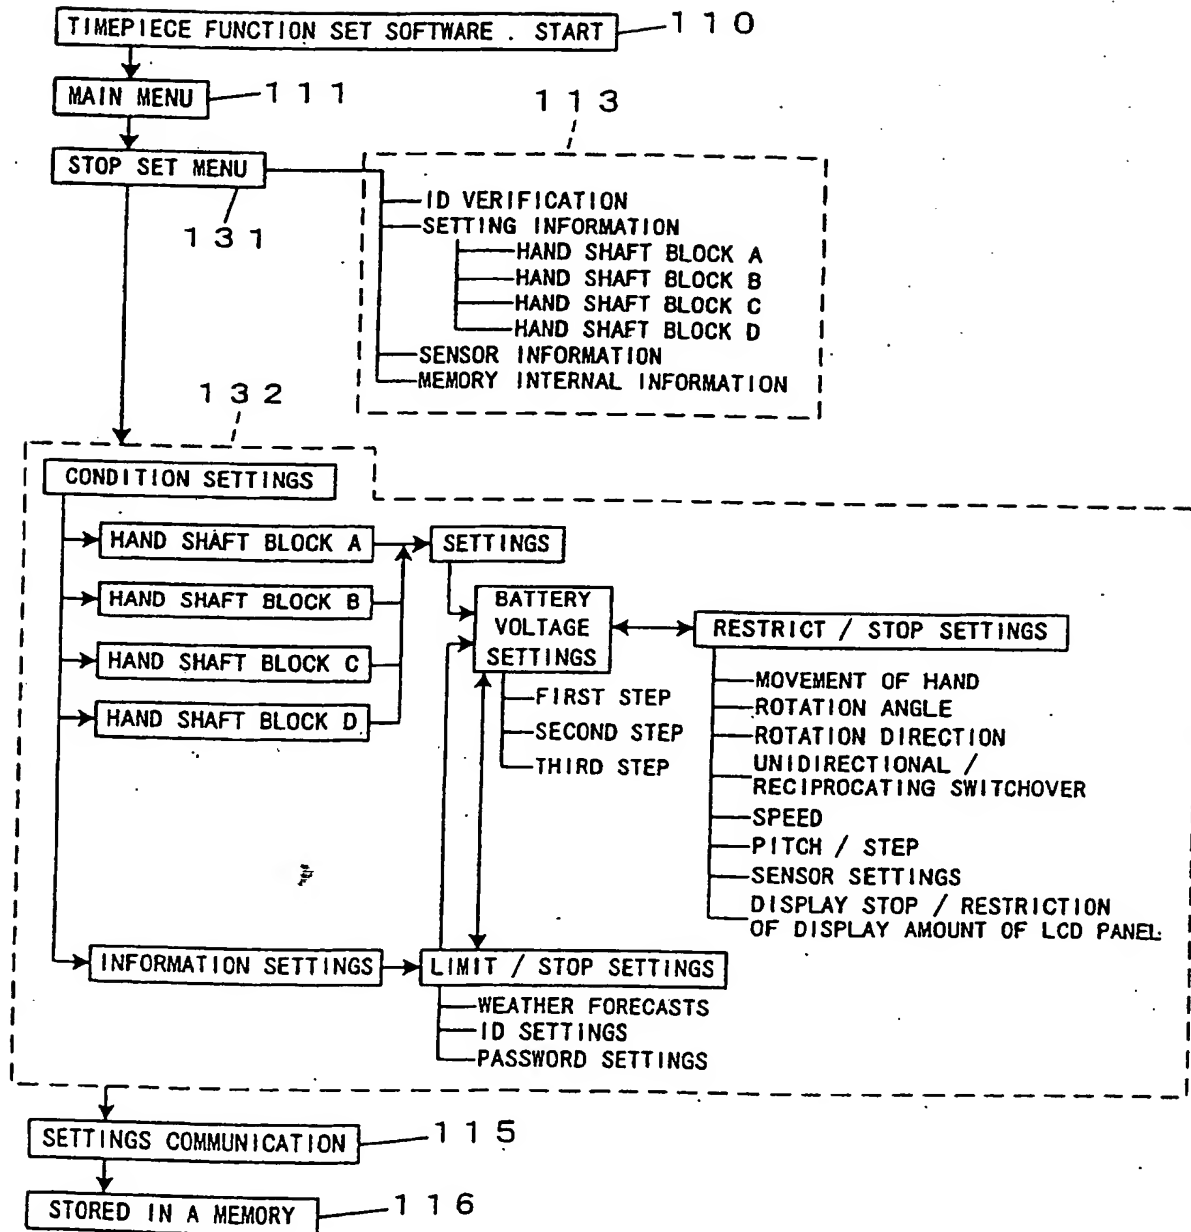 TIMEPIECE FUNCTION SET SOFTWARE . START
110
MAIN MENU
111
113
STOP SET MENU
131
ID VERIFICATION
SETTING INFORMATION
HAND SHAFT BLOCK A
HAND SHAFT BLOCK B
HAND SHAFT BLOCK C
HAND SHAFT BLOCK D
SENSOR INFORMATION
MEMORY INTERNAL INFORMATION
132
CONDITION SETTINGS
HAND SHAFT BLOCK A
HAND SHAFT BLOCK B
HAND SHAFT BLOCK C
HAND SHAFT BLOCK D
SETTINGS
BATTERY
VOLTAGE
SETTINGS
FIRST STEP
SECOND STEP
THIRD STEP
RESTRICT / STOP SETTINGS
MOVEMENT OF HAND
ROTATION ANGLE
ROTATION DIRECTION
UNIDIRECTIONAL /
RECIPROCATING SWITCHOVER
SPEED
PITCH / STEP
SENSOR SETTINGS
DISPLAY STOP / RESTRICTION
OF DISPLAY AMOUNT OF LCD PANEL
INFORMATION SETTINGS
LIMIT / STOP SETTINGS
WEATHER FORECASTS
ID SETTINGS
PASSWORD SETTINGS
SETTINGS COMMUNICATION
115
STORED IN A MEMORY
116